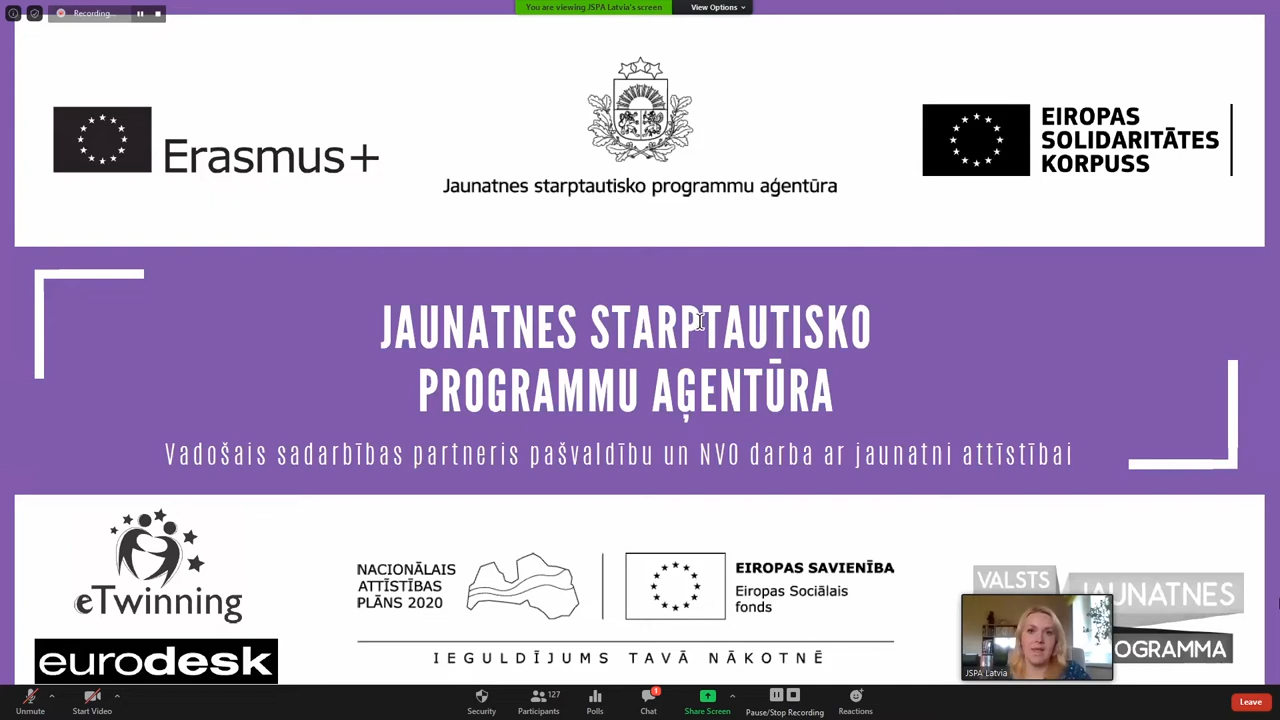 Recording...
You are viewing JSPA Latvia's screen
View Options
Erasmus+
Jaunatnes starptautisko programmu aģentūra
EIROPAS
SOLIDARITĀTES
KORPUSS
JAUNATNES STARPTAUTISKO
PROGRAMMU AĢENTŪRA
Vadošais sadarbības partneris pašvaldību un NVO darba ar jaunatni attīstībai
eTwinning
eurodesk
NACIONĀLAIS
ATTĪSTĪBAS
PLĀNS 2020
EIROPAS SAVIENĪBA
Eiropas Sociālais
fonds
IEGULDĪJUMS TAVĀ NĀKOTNĒ
VALSTS
JAUNATNES
OGRAMMA
JSPA Latvia
Unmute
Start Video
Security
Participants
127
Polls
Chat
1
Share Screen
Pause/Stop Recording
Reactions
Leave